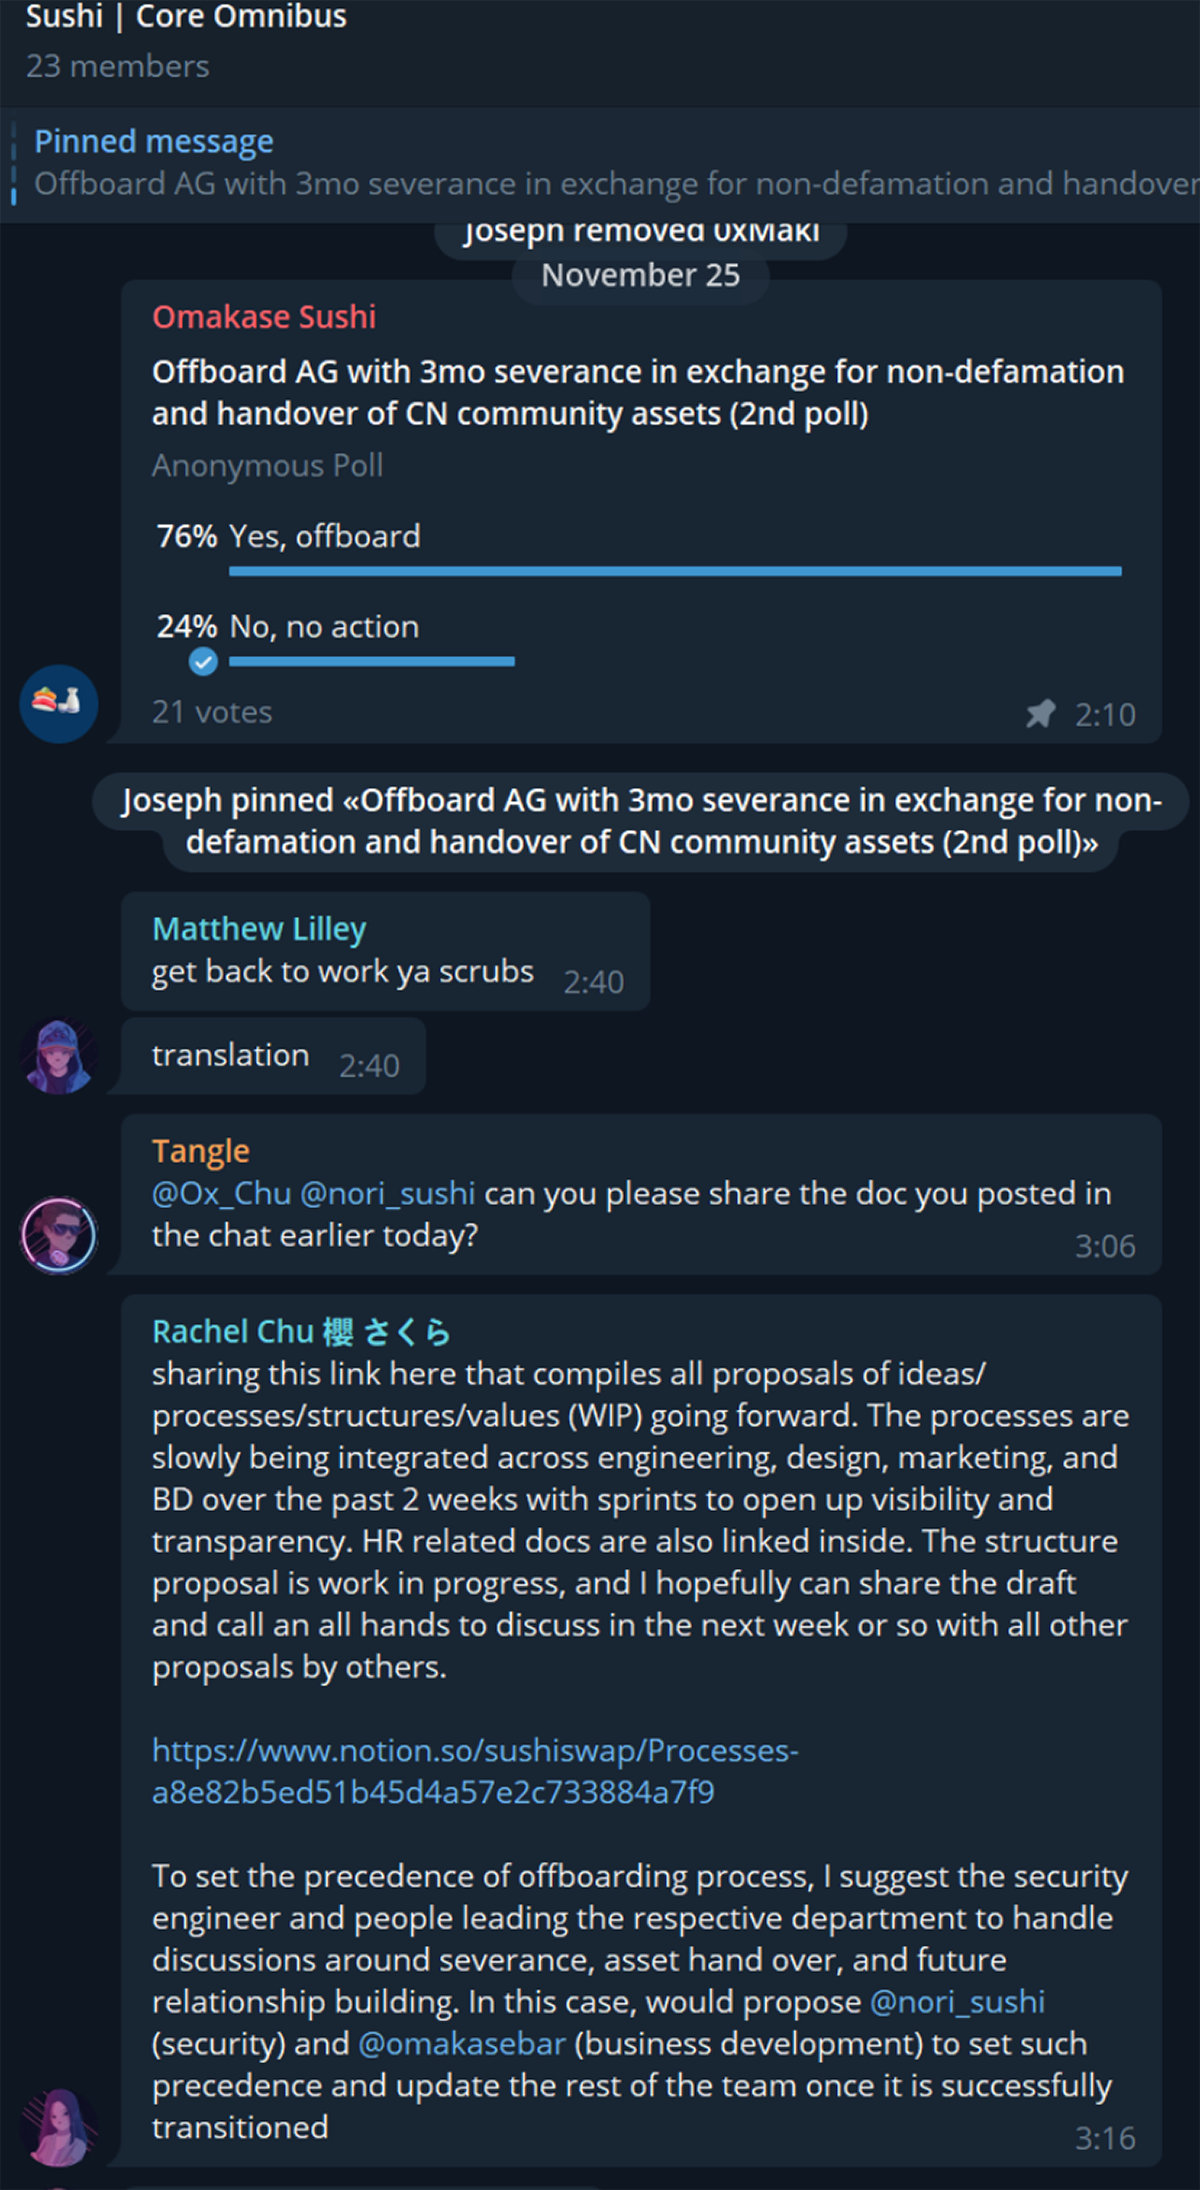 Sushi | Core Omnibus
23 members
Pinned message
Offboard AG with 3mo severance in exchange for non-defamation and handover
Joseph removed 0xMaki
November 25
Omakase Sushi
Offboard AG with 3mo severance in exchange for non-defamation
and handover of CN community assets (2nd poll)
Anonymous Poll
76% Yes, offboard
24% No, no action
21 votes
2:10
Joseph pinned «Offboard AG with 3mo severance in exchange for non-
defamation and handover of CN community assets (2nd poll)»
Matthew Lilley
get back to work ya scrubs 2:40
translation 2:40
Tangle
@Ox_Chu @nori_sushi can you please share the doc you posted in
the chat earlier today?
3:06
Rachel Chu 櫻 さくら
sharing this link here that compiles all proposals of ideas/
processes/structures/values (WIP) going forward. The processes are
slowly being integrated across engineering, design, marketing, and
BD over the past 2 weeks with sprints to open up visibility and
transparency. HR related docs are also linked inside. The structure
proposal is work in progress, and I hopefully can share the draft
and call an all hands to discuss in the next week or so with all other
proposals by others.
https://www.notion.so/sushiswap/Processes-
a8e82b5ed51b45d4a57e2c733884a7f9
To set the precedence of offboarding process, I suggest the security
engineer and people leading the respective department to handle
discussions around severance, asset hand over, and future
relationship building. In this case, would propose @nori_sushi
(security) and @omakasebar (business development) to set such
precedence and update the rest of the team once it is successfully
transitioned
3:16